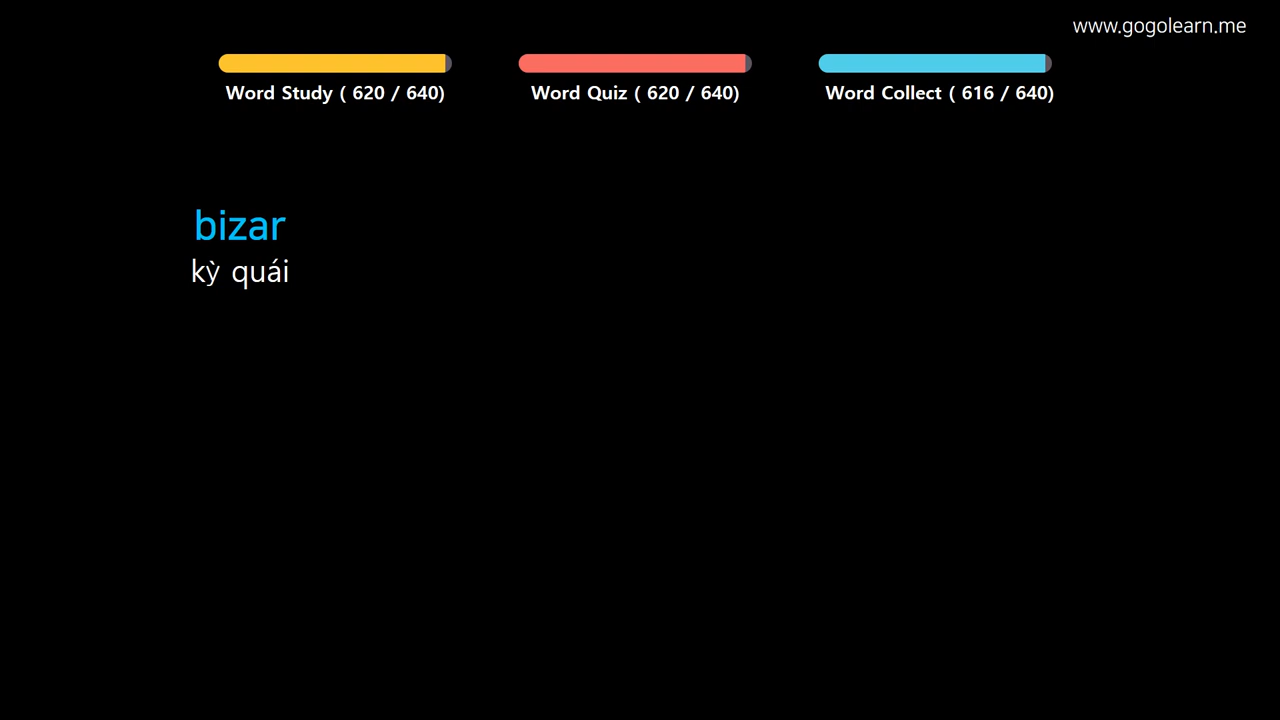 www.gogolearn.me
Word Study ( 620 / 640)
Word Quiz ( 620 / 640)
Word Collect ( 616 / 640)
bizar
kỳ quái